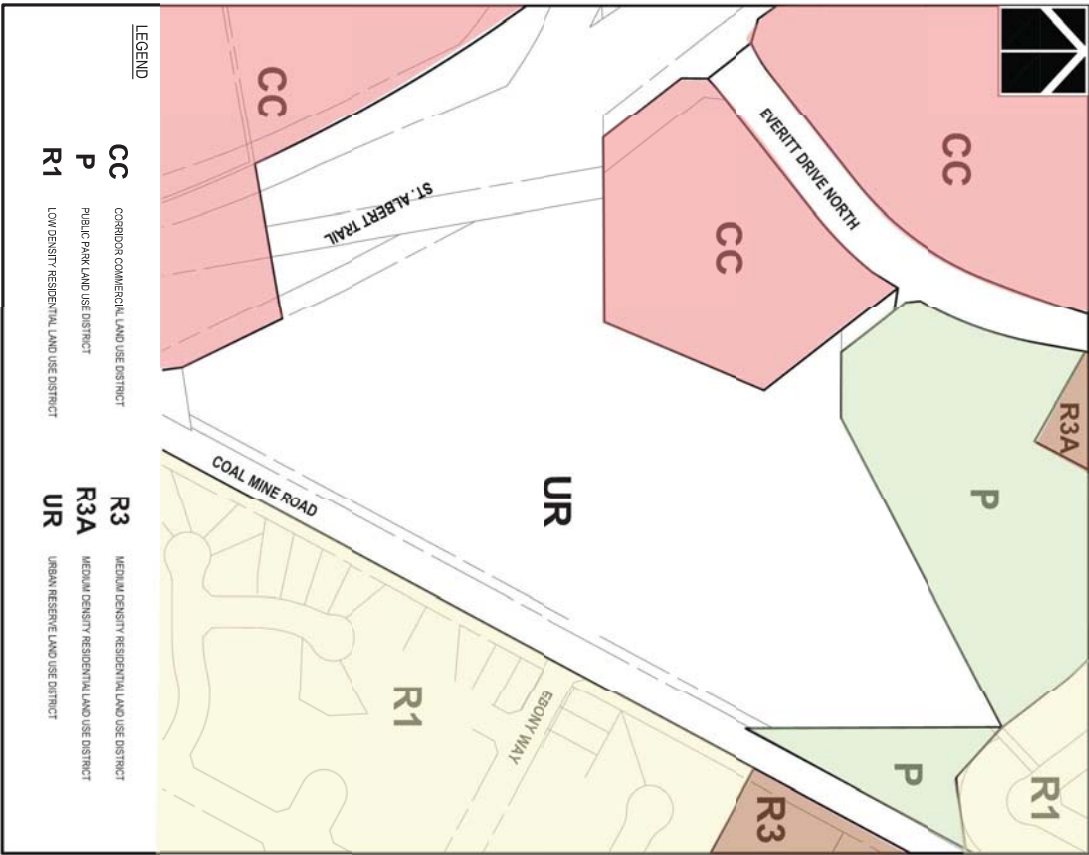 CC
CC
CC
EVERITT DRIVE NORTH
ST. ALBERT TRAIL
R3A
P
UR
COAL MINE ROAD
R1
EBONY WAY
P
R1
R3
LEGEND
CC CORRIDOR COMMERCIAL LAND USE DISTRICT
P PUBLIC PARK LAND USE DISTRICT
R1 LOW DENSITY RESIDENTIAL LAND USE DISTRICT
R3 MEDIUM DENSITY RESIDENTIAL LAND USE DISTRICT
R3A MEDIUM DENSITY RESIDENTIAL LAND USE DISTRICT
UR URBAN RESERVE LAND USE DISTRICT